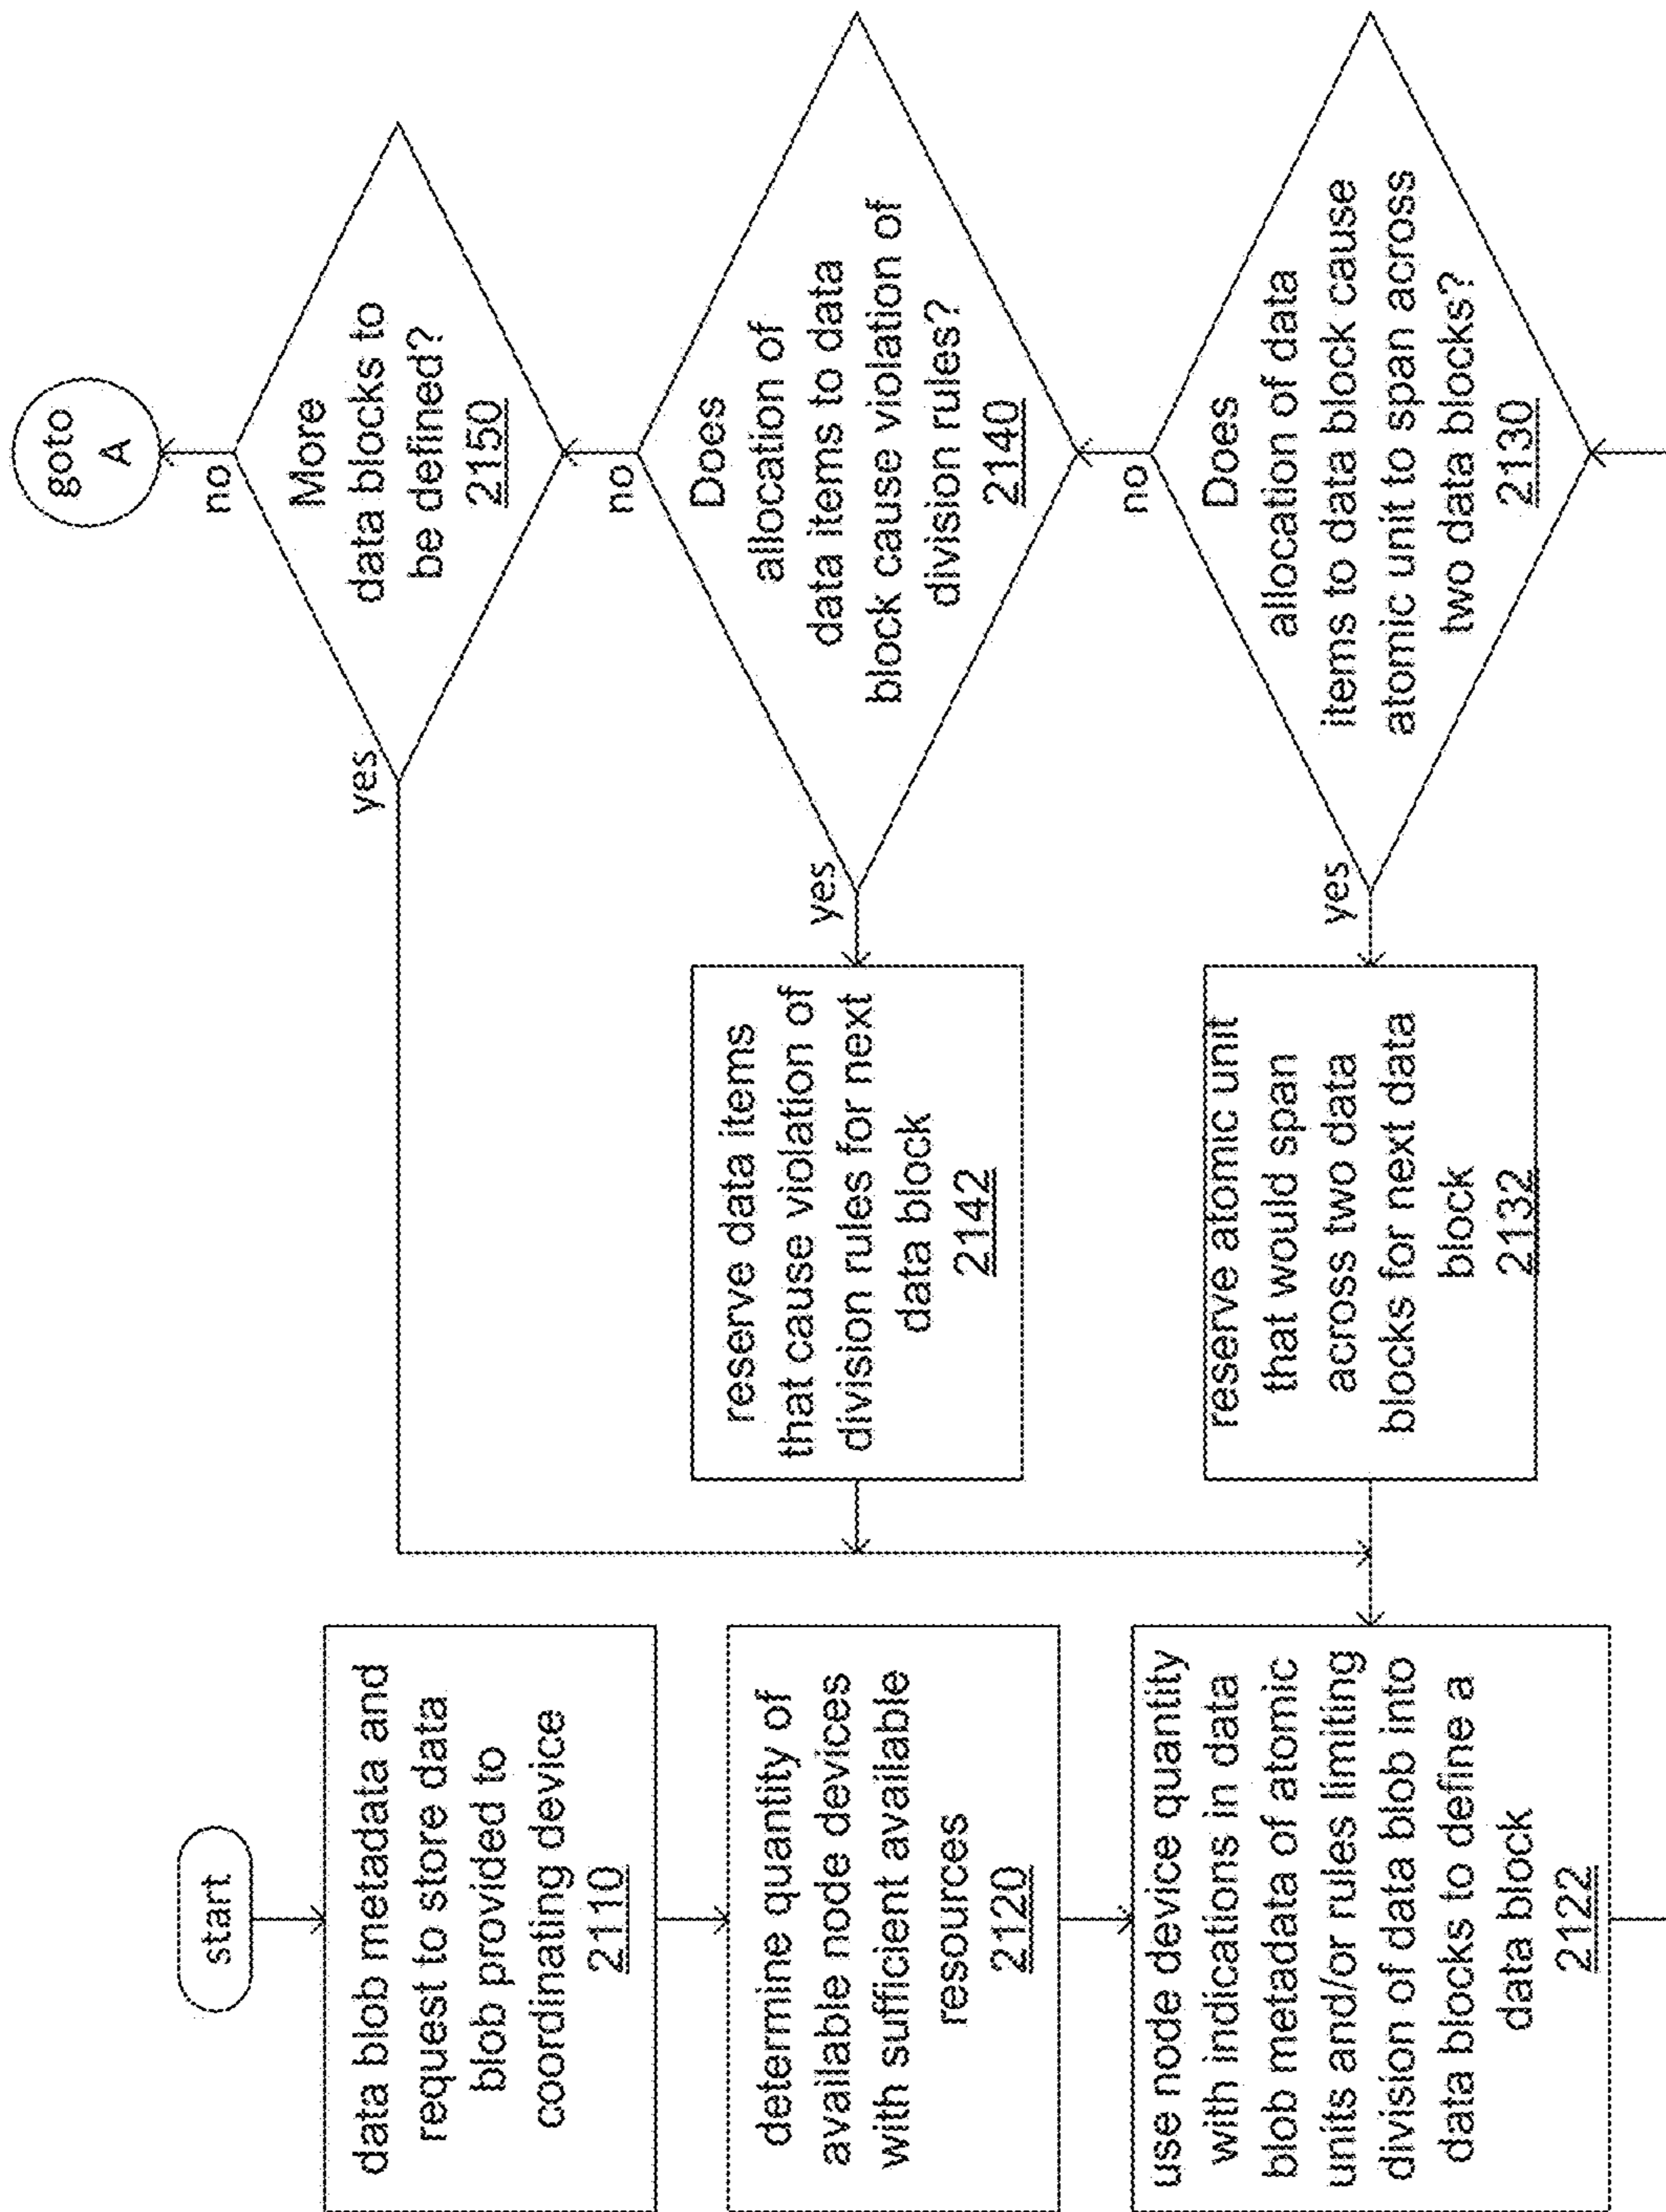 start
data blob metadata and
request to store data
blob provided to
coordinating device
2110
determine quantity of
available node devices
with sufficient available
resources
2120
use node device quantity
with indications in data
blob metadata of atomic
units and/or rules limiting
division of data blob into
data blocks to define a
data block
2122
Does
allocation of data
items to data block cause
atomic unit to span across
two data blocks?
2130
yes
no
reserve atomic unit
that would span
across two data
blocks for next data
block
2132
Does
allocation of
data items to data
block cause violation of
division rules?
2140
yes
no
reserve data items
that cause violation of
division rules for next
data block
2142
More
data blocks to
be defined?
2150
yes
no
goto
A